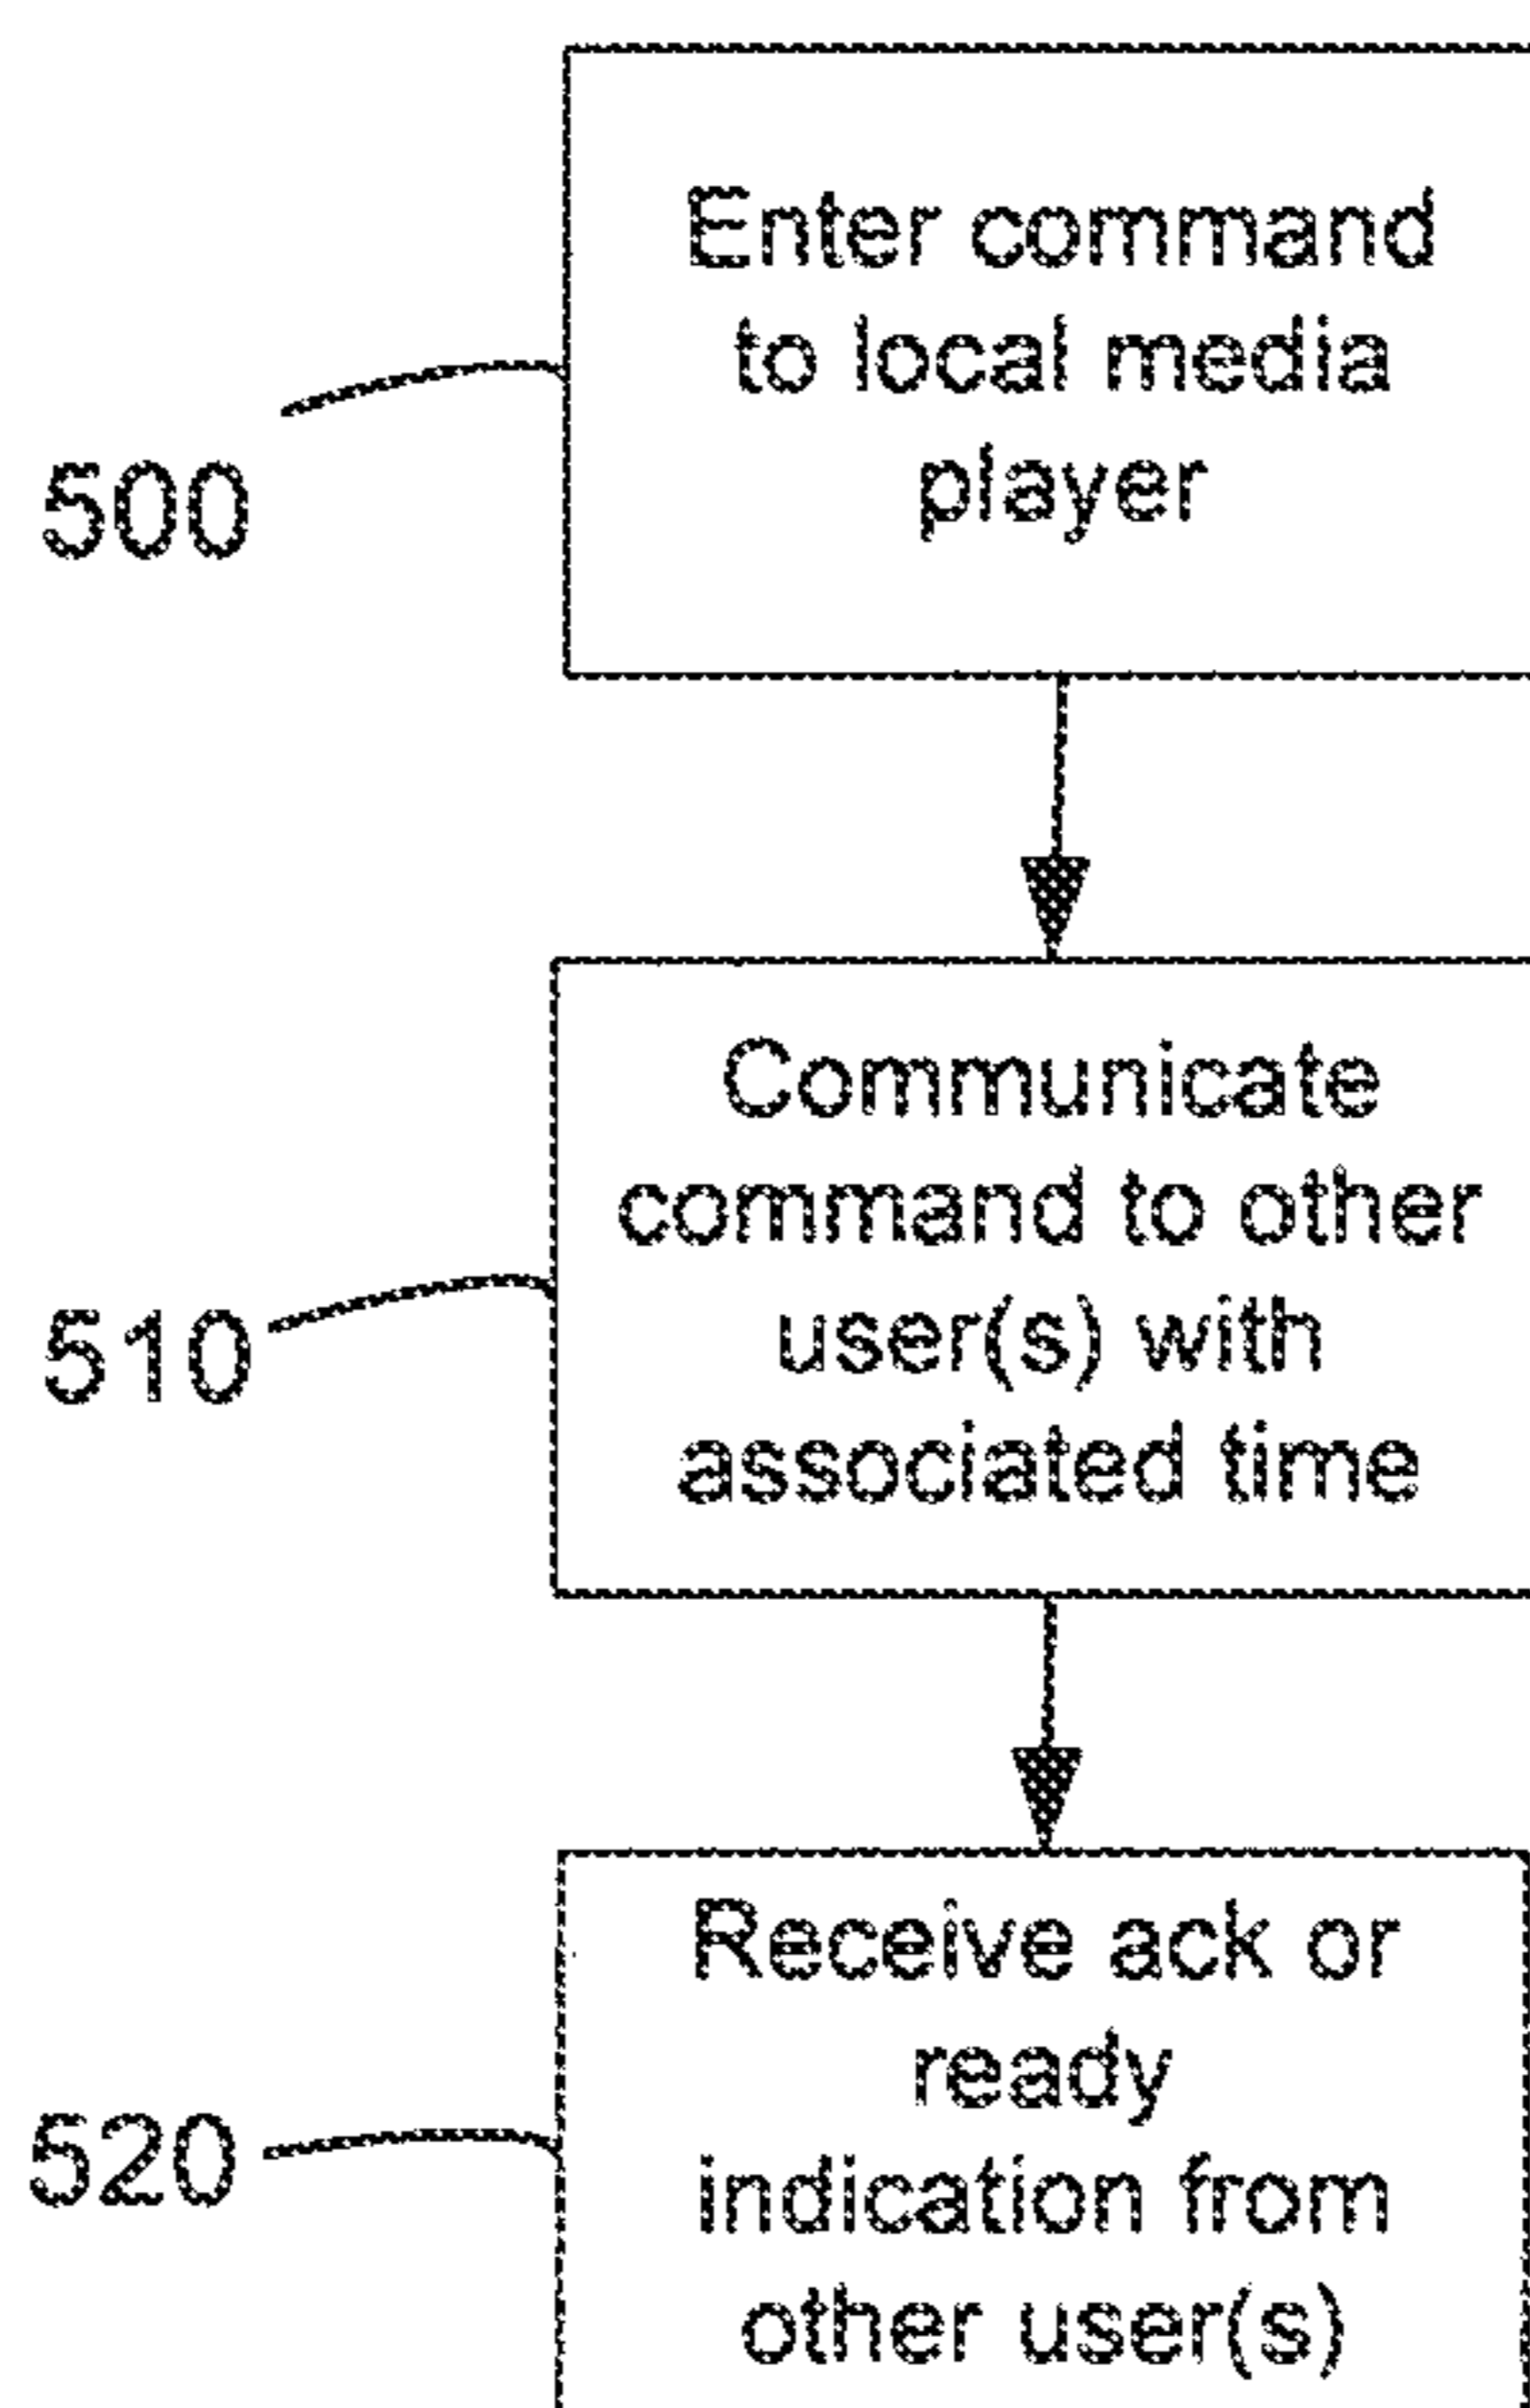 Enter command
to local media
player
500
Communicate
command to other
user(s) with
associated time
510
Receive ack or
ready
indication from
other user(s)
520